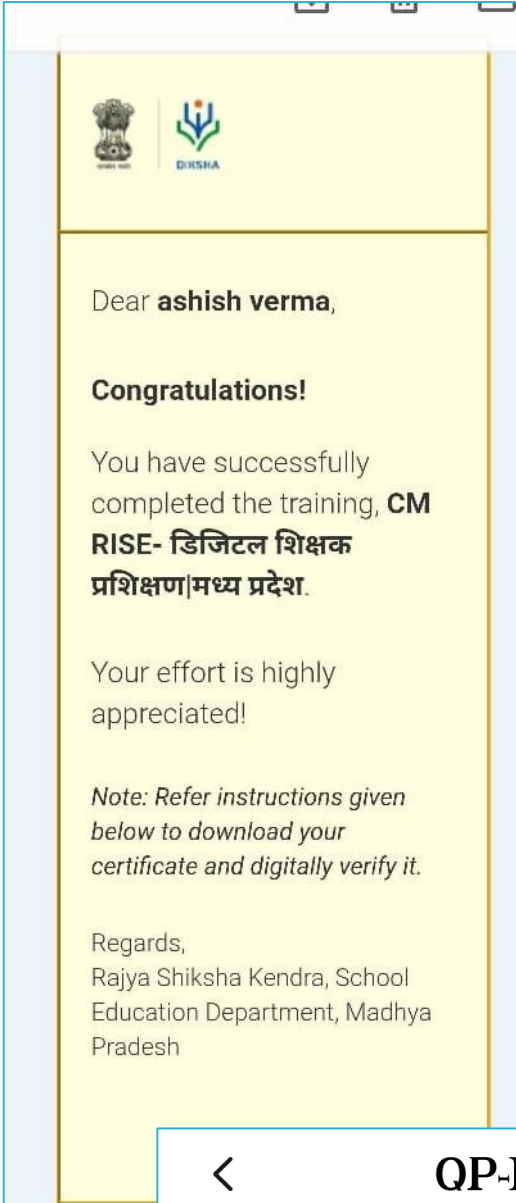 DIKSHA
Dear ashish verma,
Congratulations!
You have successfully
completed the training, CM
RISE- डिजिटल शिक्षक
प्रशिक्षण|मध्य प्रदेश.
Your effort is highly
appreciated!
Note: Refer instructions given
below to download your
certificate and digitally verify it.
Regards,
Rajya Shiksha Kendra, School
Education Department, Madhya
Pradesh